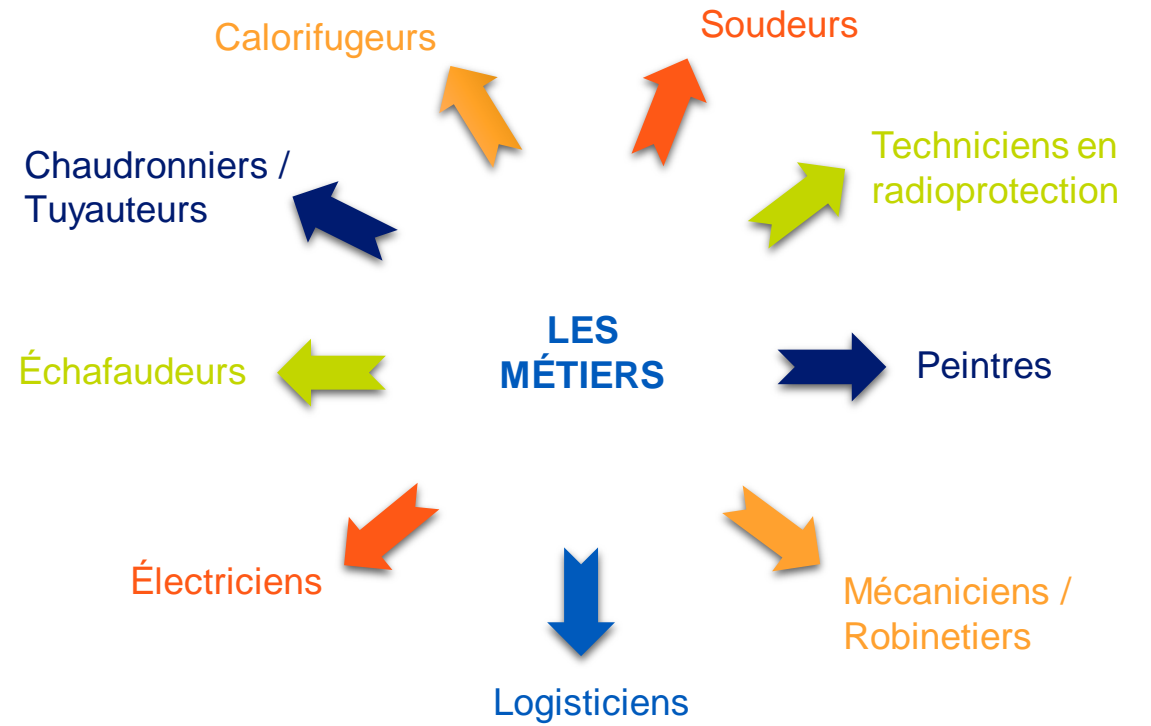 Calorifugeurs
Soudeurs
Chaudronniers /
Tuyauteurs
Techniciens en
radioprotection
LES
MÉTIERS
Échafaudeurs
Peintres
Électriciens
Mécaniciens /
Robinetiers
Logisticiens